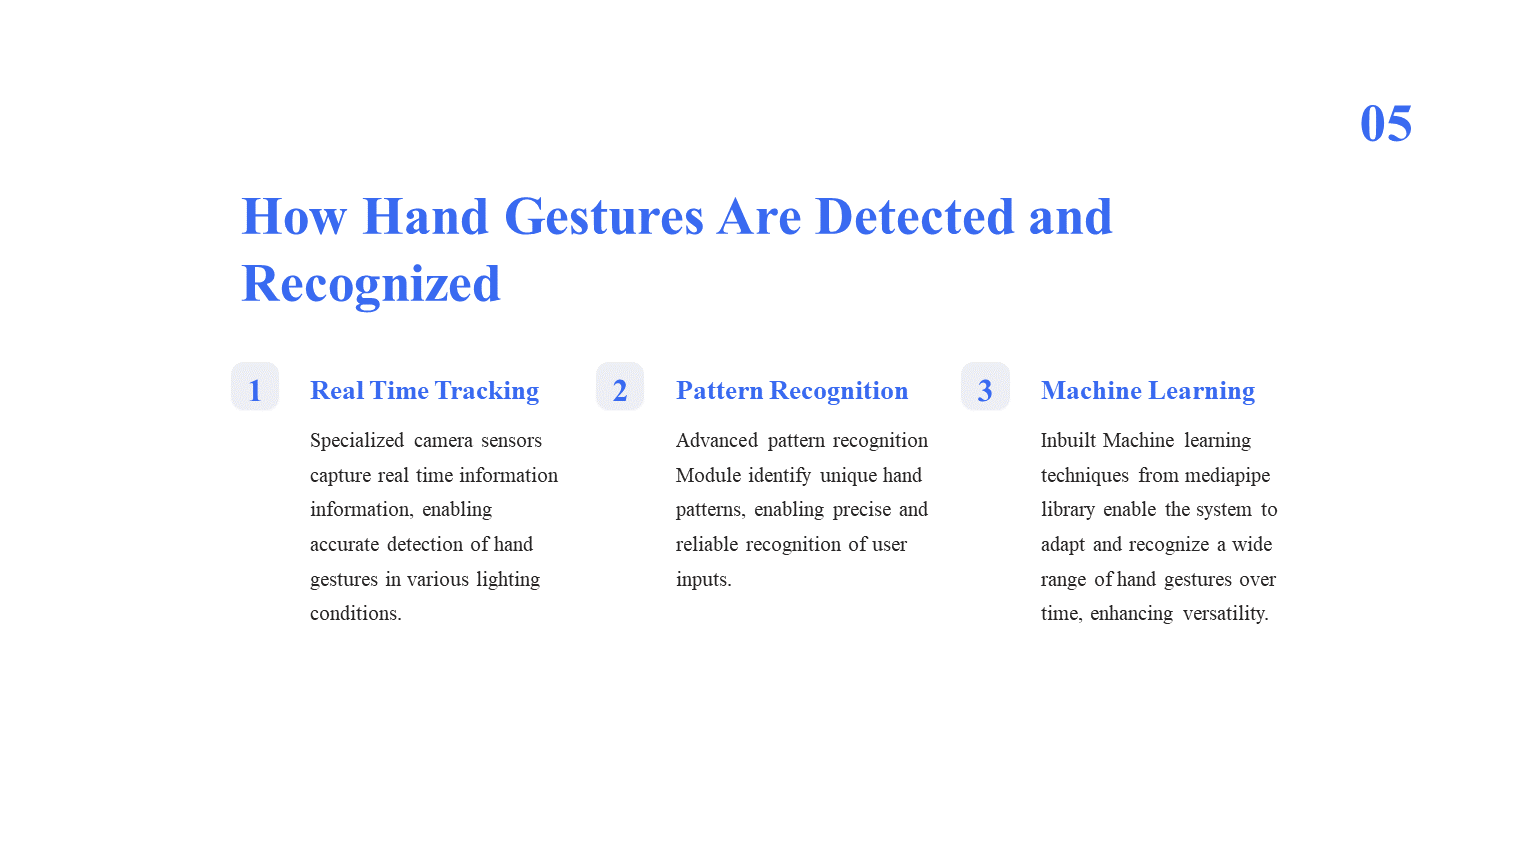 05
How Hand Gestures Are Detected and
Recognized
1
Real Time Tracking
Specialized camera sensors
capture real time information
information, enabling
accurate detection of hand
gestures in various lighting
conditions.
2
Pattern Recognition
Advanced pattern recognition
Module identify unique hand
patterns, enabling precise and
reliable recognition of user
inputs.
3
Machine Learning
Inbuilt Machine learning
techniques from mediapipe
library enable the system to
adapt and recognize a wide
range of hand gestures over
time, enhancing versatility.